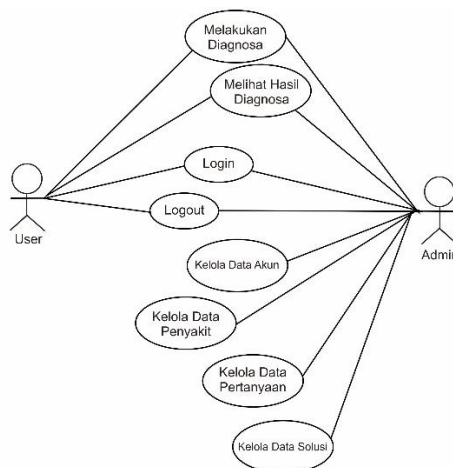 Melakukan
Diagnosa
Melihat Hasil
Diagnosa
Login
Logout
User
Admin
Kelola Data Akun
Kelola Data
Penyakit
Kelola Data
Pertanyaan
Kelola Data Solusi